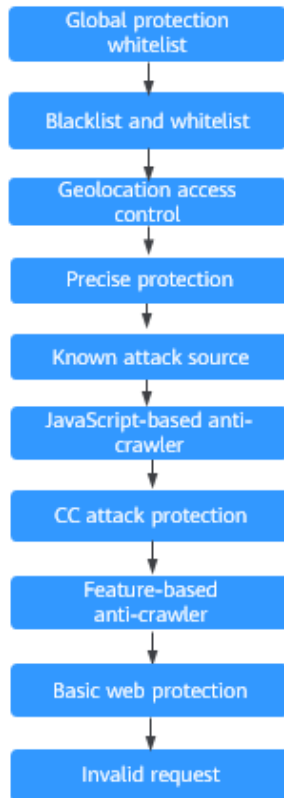 Global protection
whitelist
Blacklist and whitelist
Geolocation access
control
Precise protection
Known attack source
JavaScript-based anti-
crawler
CC attack protection
Feature-based
anti-crawler
Basic web protection
Invalid request